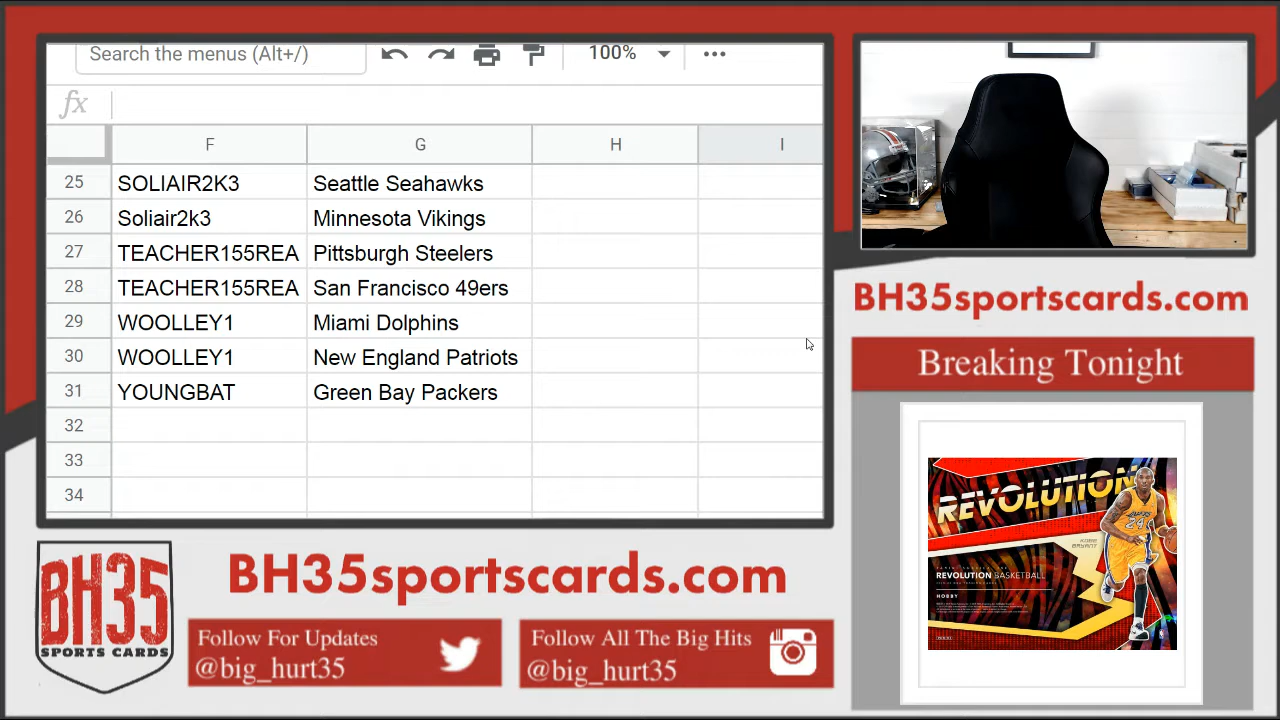 Search the menus (Alt+/)
100%
fx
F G H I
25 SOLIAIR2K3 Seattle Seahawks
26 Soliair2k3 Minnesota Vikings
27 TEACHER155REA Pittsburgh Steelers
28 TEACHER155REA San Francisco 49ers
29 WOOLLEY1 Miami Dolphins
30 WOOLLEY1 New England Patriots
31 YOUNGBAT Green Bay Packers
32
33
34
BH35sportscards.com
Breaking Tonight
REVOLUTION
24
KOBE
BRYANT
REVOLUTION BASKETBALL
HOBBY
BH35
SPORTS CARDS
BH35sportscards.com
Follow For Updates
@big_hurt35
Follow All The Big Hits
@big_hurt35